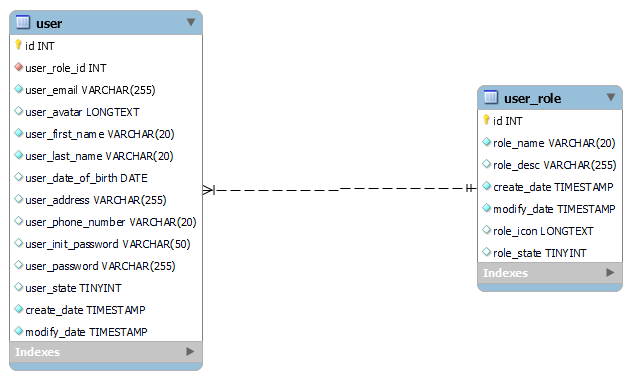 user
id INT
user_role_id INT
user_email VARCHAR(255)
user_avatar LONGTEXT
user_first_name VARCHAR(20)
user_last_name VARCHAR(20)
user_date_of_birth DATE
user_address VARCHAR(255)
user_phone_number VARCHAR(20)
user_init_password VARCHAR(50)
user_password VARCHAR(255)
user_state TINYINT
create_date TIMESTAMP
modify_date TIMESTAMP
Indexes
user_role
id INT
role_name VARCHAR(20)
role_desc VARCHAR(255)
create_date TIMESTAMP
modify_date TIMESTAMP
role_icon LONGTEXT
role_state TINYINT
Indexes